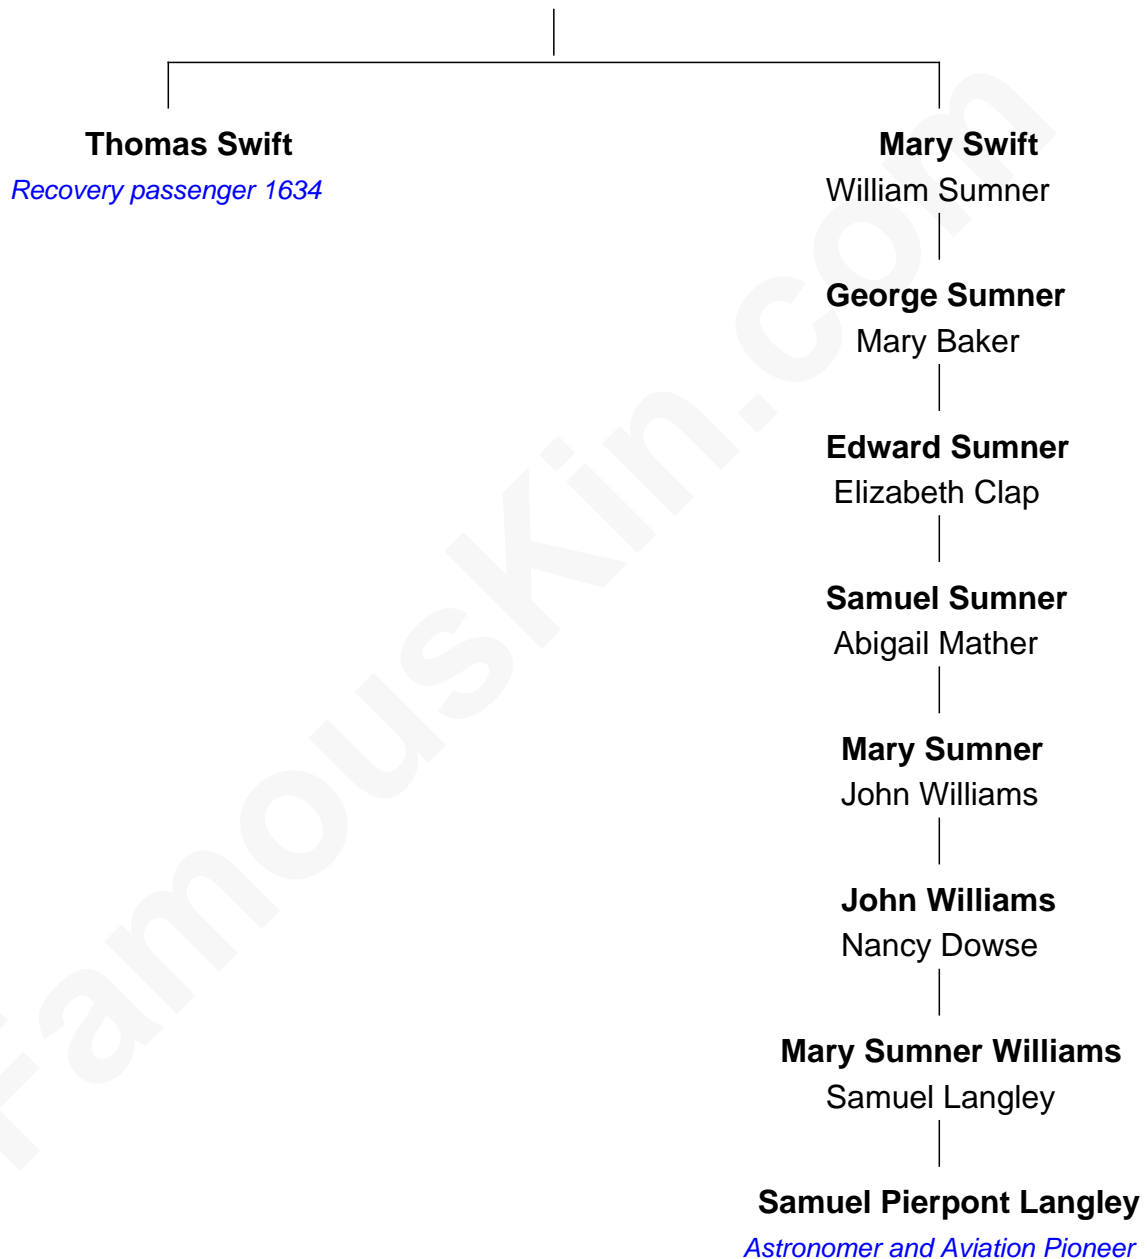 Thomas Swift
Recovery passenger 1634
Mary Swift
William Sumner
George Sumner
Mary Baker
Edward Sumner
Elizabeth Clap
Samuel Sumner
Abigail Mather
Mary Sumner
John Williams
John Williams
Nancy Dowse
Mary Sumner Williams
Samuel Langley
Samuel Pierpont Langley
Astronomer and Aviation Pioneer
FamousKin.com